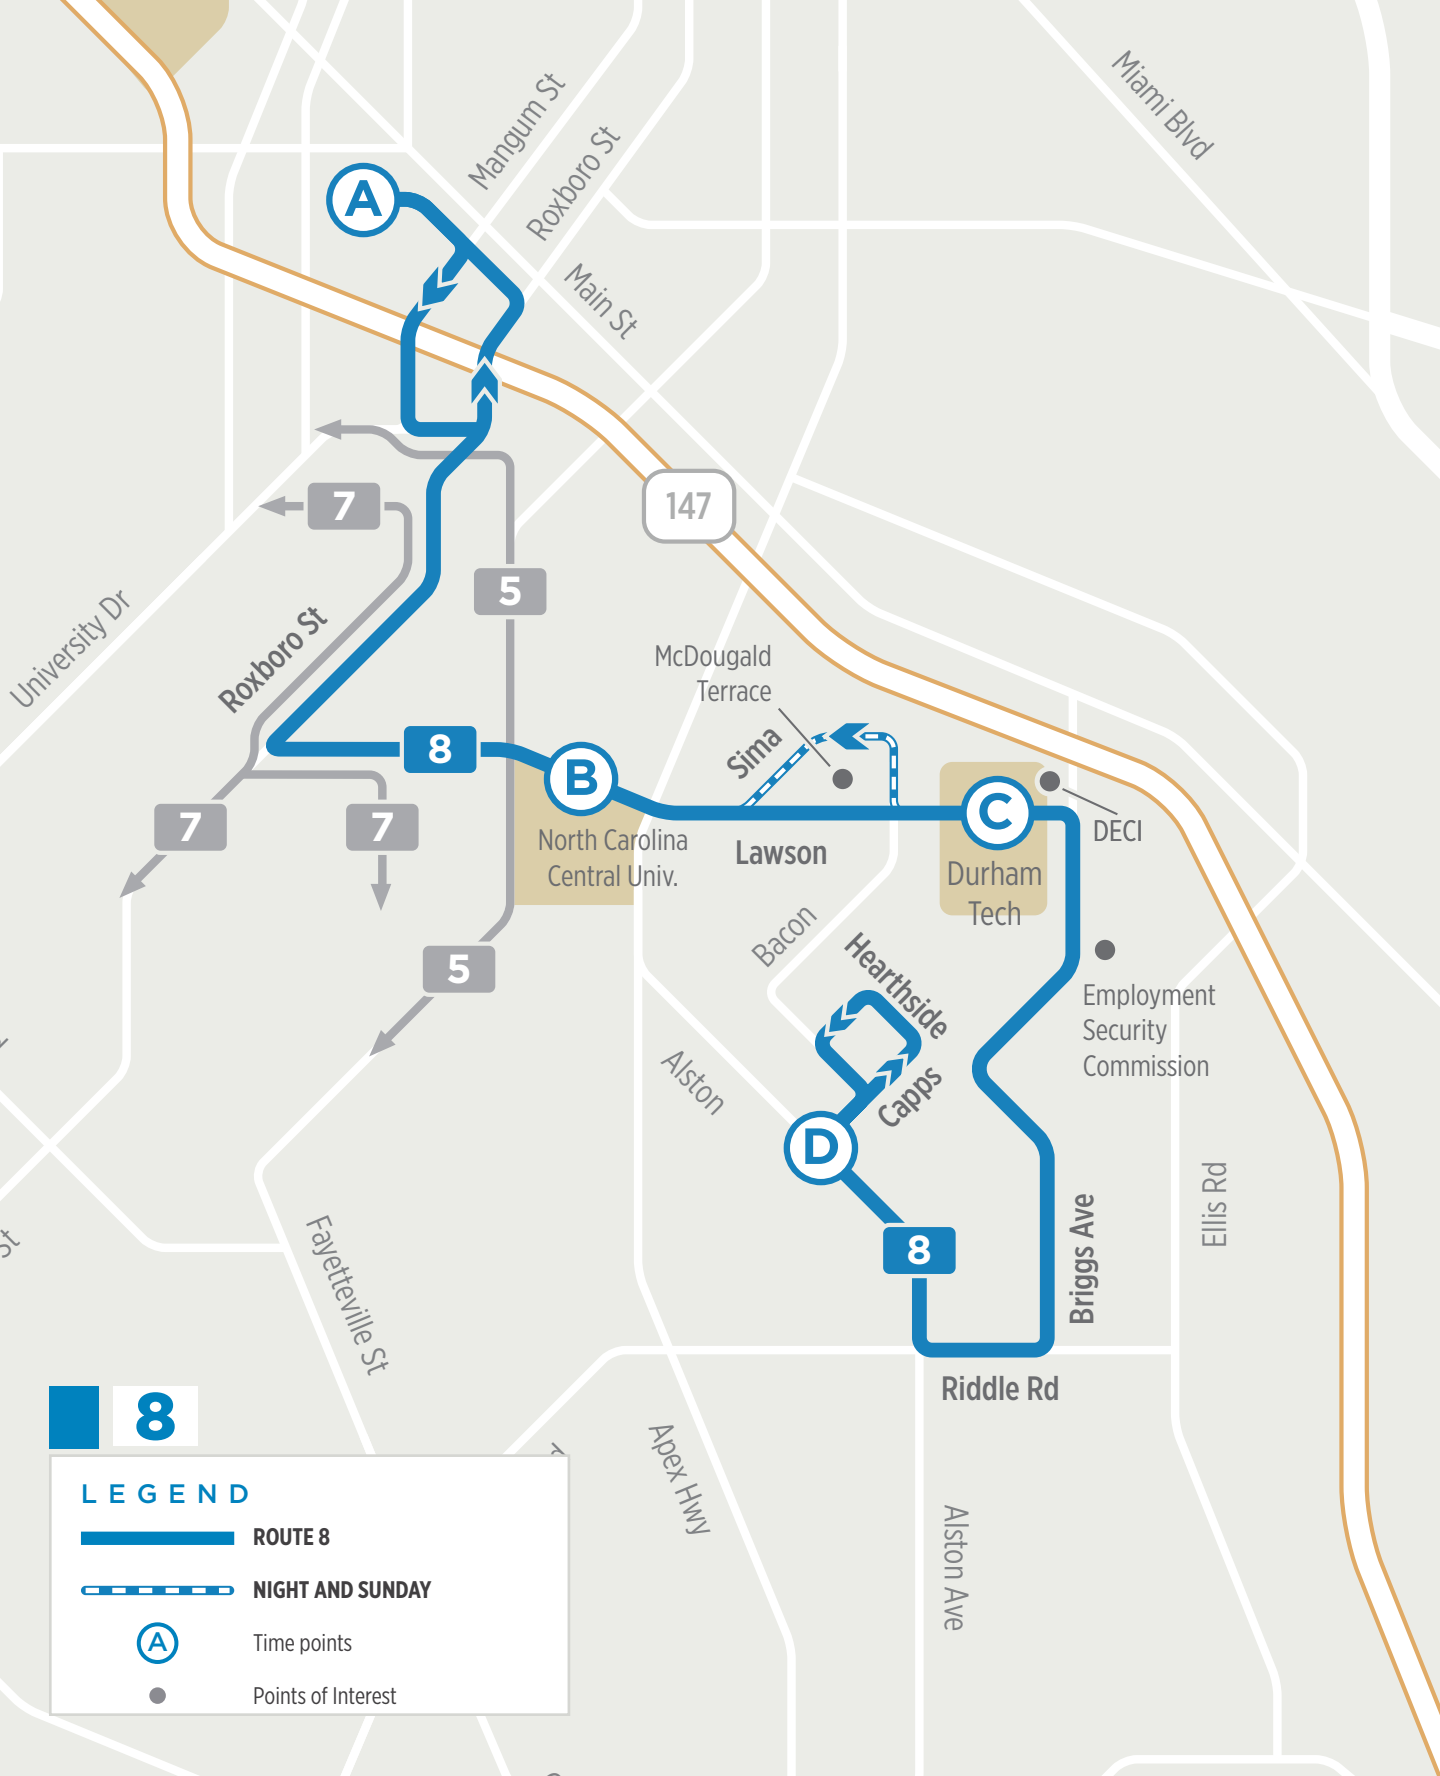 Miami Blvd
Mangum St
Roxboro St
A
Main St
7
147
5
University Dr
Roxboro St
McDougald
Terrace
Sima
8
B
C
7
7
North Carolina
Central Univ.
Lawson
DECI
Durham
Tech
Bacon
Hearthside
5
Employment
Security
Commission
Alston
Capps
D
St
Fayetteville St
8
Briggs Ave
Ellis Rd
Riddle Rd
8
Apex Hwy
Alston Ave
LEGEND
ROUTE 8
NIGHT AND SUNDAY
A
Time points
Points of Interest